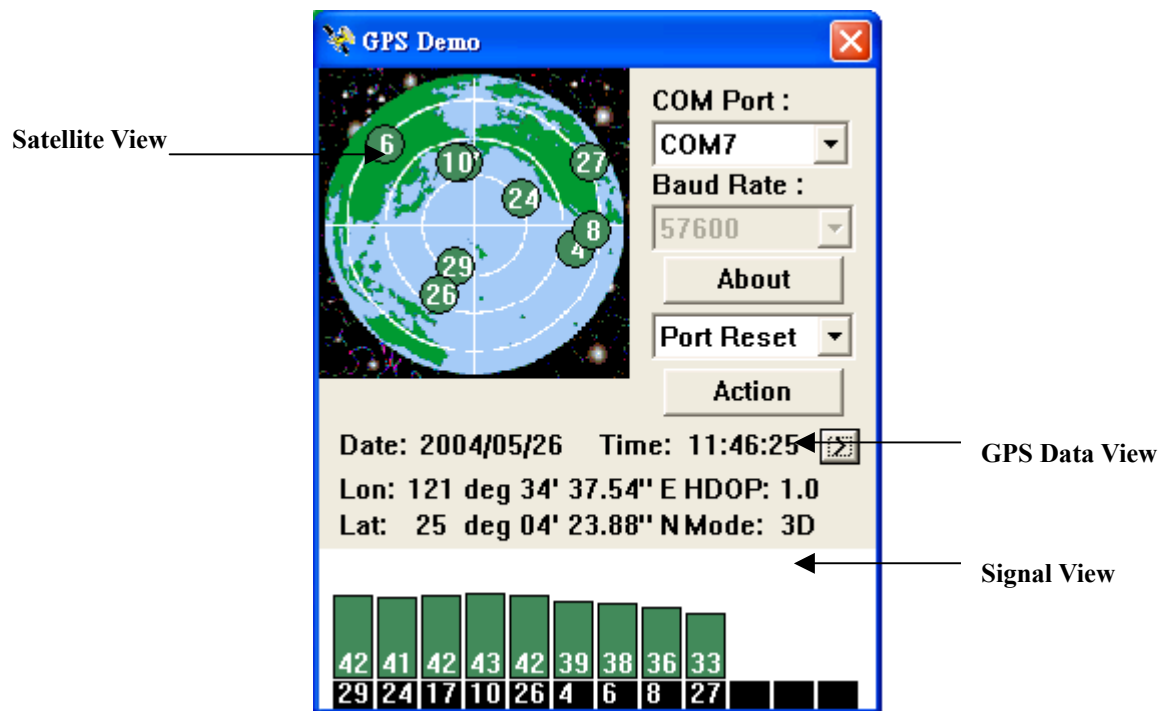 GPS Demo
Satellite View
6
10
27
24
8
4
29
26
COM Port :
COM7
Baud Rate :
57600
About
Port Reset
Action
Date: 2004/05/26 Time: 11:46:25
GPS Data View
Lon: 121 deg 34' 37.54'' E HDOP: 1.0
Lat: 25 deg 04' 23.88'' N Mode: 3D
Signal View
42 41 42 43 42 39 38 36 33
29 24 17 10 26 4 6 8 27